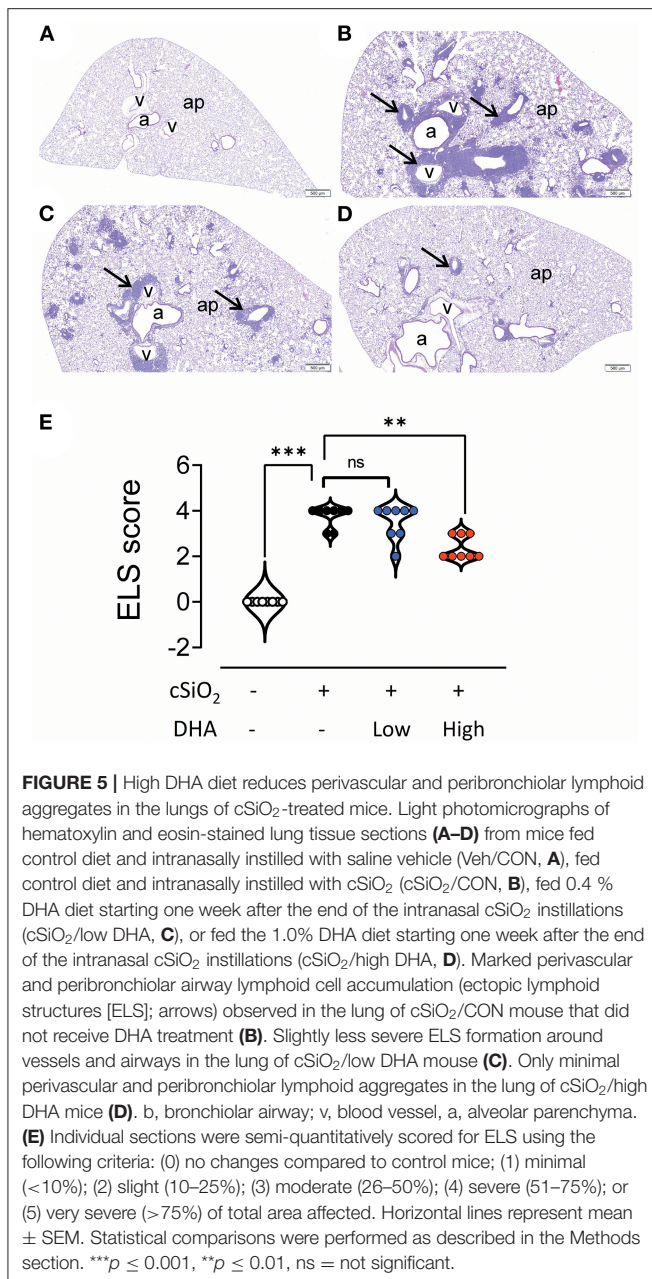 A
B
v
a
v
ap
500 µm
v
ap
a
v
500 µm
C
D
v
ap
a
v
500 µm
ap
v
a
500 µm
E
***
**
ns
ELS score
6
4
2
0
-2
cSiO₂ - + + +
DHA - - Low High
FIGURE 5 | High DHA diet reduces perivascular and peribronchiolar lymphoid
aggregates in the lungs of cSiO₂-treated mice. Light photomicrographs of
hematoxylin and eosin-stained lung tissue sections (A–D) from mice fed
control diet and intranasally instilled with saline vehicle (Veh/CON, A), fed
control diet and intranasally instilled with cSiO₂ (cSiO₂/CON, B), fed 0.4 %
DHA diet starting one week after the end of the intranasal cSiO₂ instillations
(cSiO₂/low DHA, C), or fed the 1.0% DHA diet starting one week after the end
of the intranasal cSiO₂ instillations (cSiO₂/high DHA, D). Marked perivascular
and peribronchiolar airway lymphoid cell accumulation (ectopic lymphoid
structures [ELS]; arrows) observed in the lung of cSiO₂/CON mouse that did
not receive DHA treatment (B). Slightly less severe ELS formation around
vessels and airways in the lung of cSiO₂/low DHA mouse (C). Only minimal
perivascular and peribronchiolar lymphoid aggregates in the lung of cSiO₂/high
DHA mice (D). b, bronchiolar airway; v, blood vessel, a, alveolar parenchyma.
(E) Individual sections were semi-quantitatively scored for ELS using the
following criteria: (0) no changes compared to control mice; (1) minimal
(<10%); (2) slight (10–25%); (3) moderate (26–50%); (4) severe (51–75%); or
(5) very severe (>75%) of total area affected. Horizontal lines represent mean
± SEM. Statistical comparisons were performed as described in the Methods
section. ***p ≤ 0.001, **p ≤ 0.01, ns = not significant.